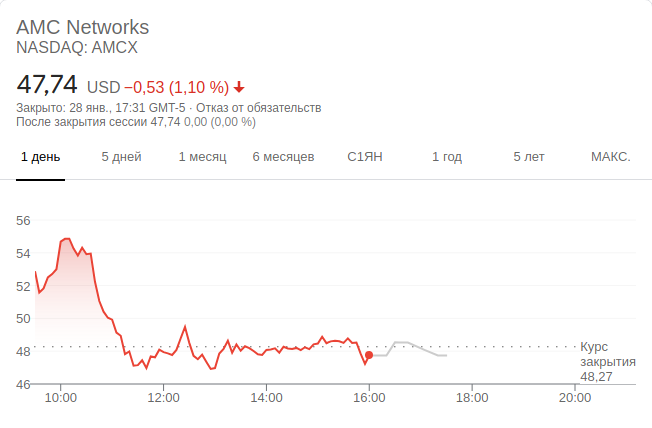 AMC Networks
NASDAQ: AMCX
47,74 USD −0,53 (1,10 %)
Закрыто: 28 янв., 17:31 GMT-5 · Отказ от обязательств
После закрытия сессии 47,74 0,00 (0,00 %)
1 день 5 дней 1 месяц 6 месяцев С1ЯН 1 год 5 лет МАКС.
56
54
52
50
48
46
Курс
закрытия
48,27
10:00 12:00 14:00 16:00 18:00 20:00